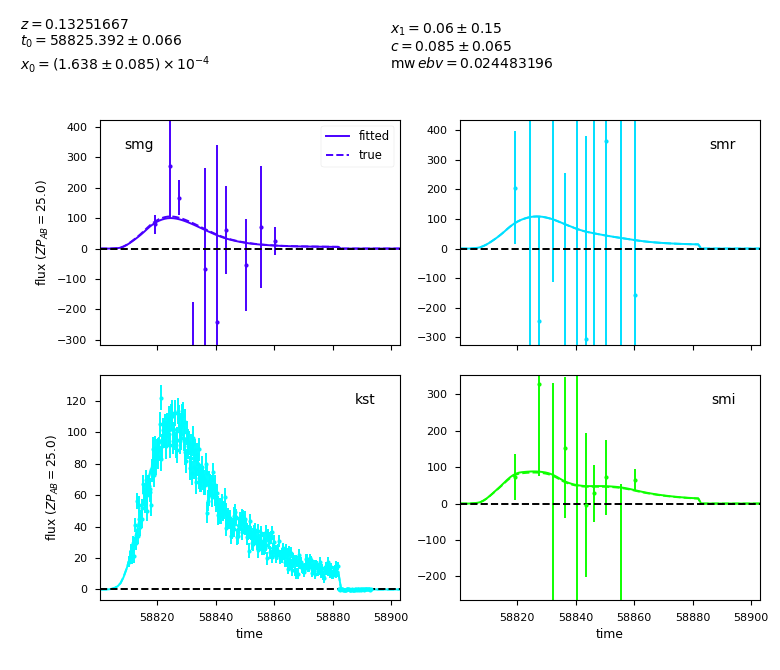 z = 0.13251667
t₀ = 58825.392 ± 0.066
x₀ = (1.638 ± 0.085) × 10⁻⁴
x₁ = 0.06 ± 0.15
c = 0.085 ± 0.065
mw ebv = 0.024483196
smg
fitted
true
400
300
200
100
0
−100
−200
−300
flux (ZP_AB = 25.0)
smr
400
300
200
100
0
−100
−200
−300
kst
120
100
80
60
40
20
0
flux (ZP_AB = 25.0)
58820 58840 58860 58880 58900
time
smi
300
200
100
0
−100
−200
58820 58840 58860 58880 58900
time